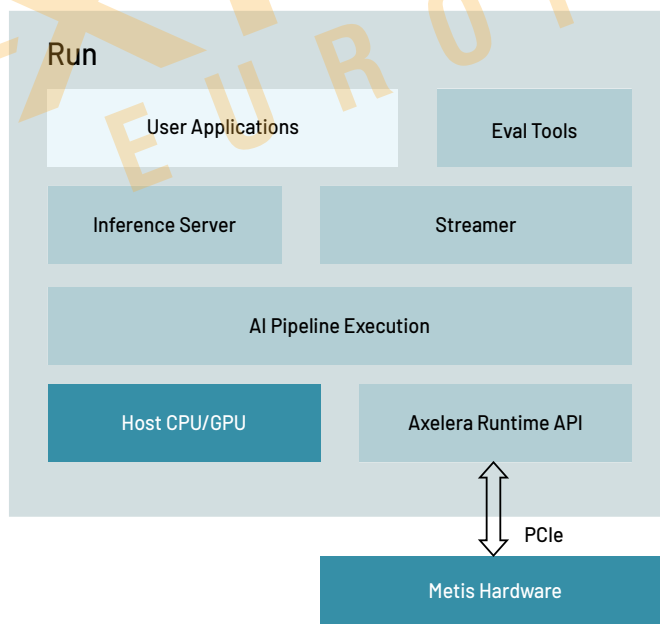 Run
User Applications
Eval Tools
Inference Server
Streamer
AI Pipeline Execution
Host CPU/GPU
Axelera Runtime API
PCIe
Metis Hardware